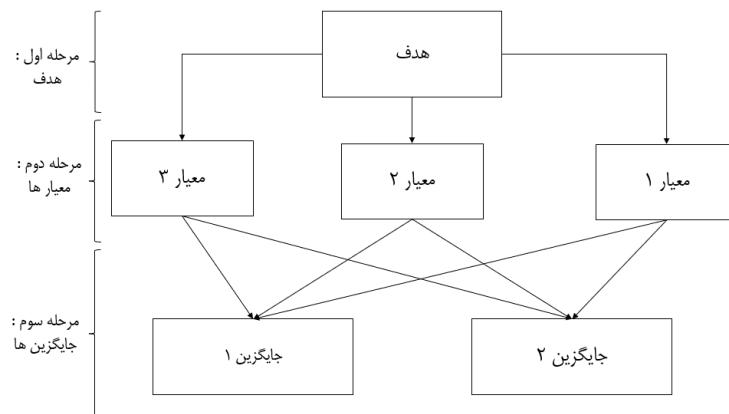 هدف
مرحله اول :
هدف
معیار ۱
معیار ۲
معیار ۳
مرحله دوم :
معیار ها
جایگزین ۲
جایگزین ۱
مرحله سوم :
جایگزین ها